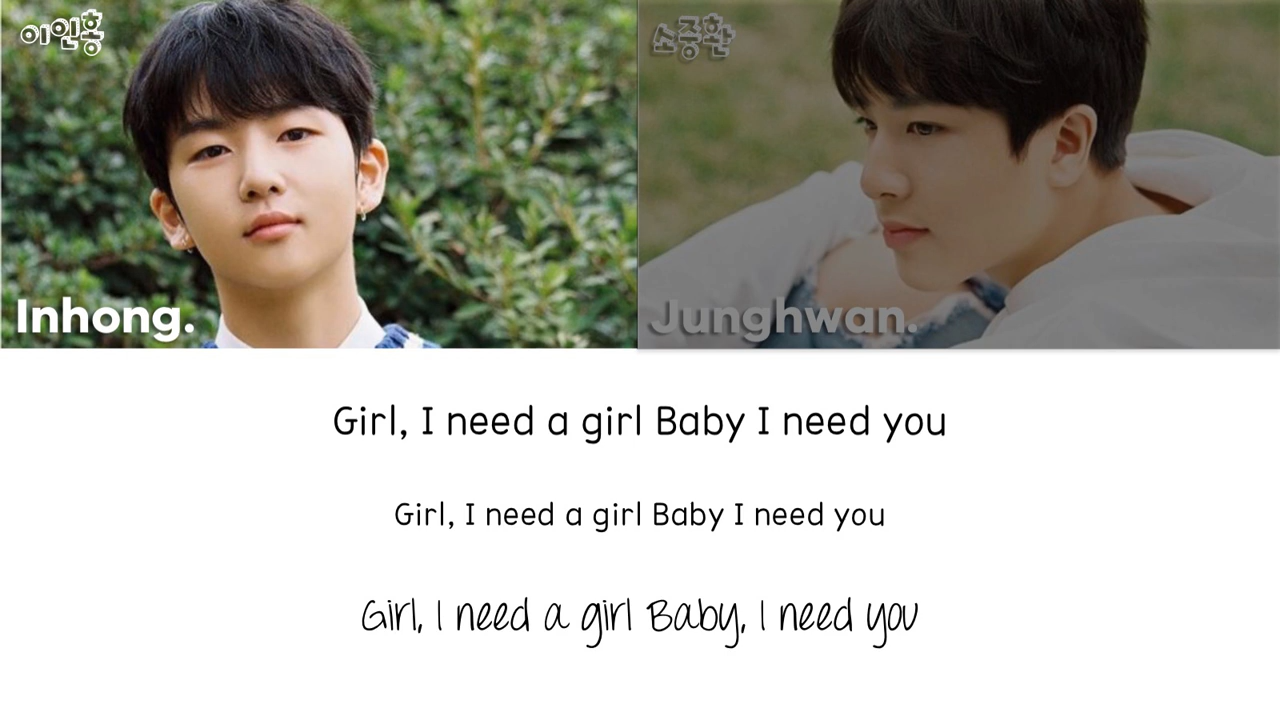 이인홍
소중환
Inhong.
Junghwan.
Girl, I need a girl Baby I need you
Girl, I need a girl Baby I need you
Girl, I need a girl Baby, I need you